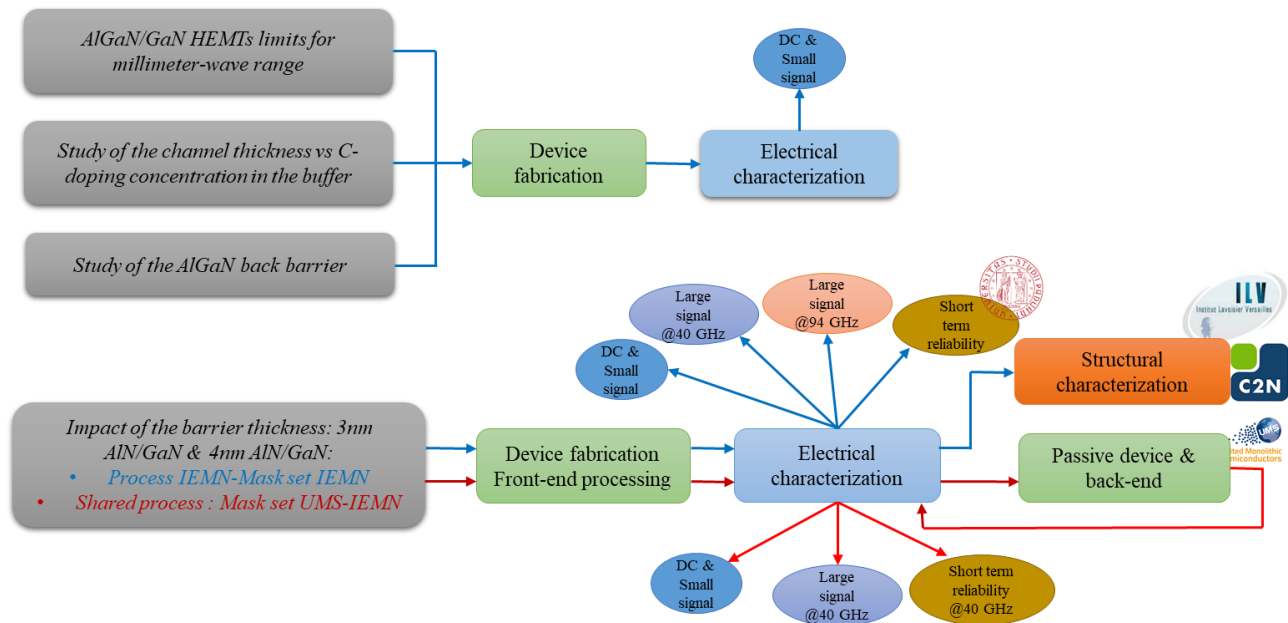 AlGaN/GaN HEMTs limits for
millimeter-wave range
DC &
Small
signal
Study of the channel thickness vs C-
doping concentration in the buffer
Device
fabrication
Electrical
characterization
Study of the AlGaN back barrier
Large
signal
@40 GHz
Large
signal
@94 GHz
Short
term
reliability
ILV
Institut Lavoisier Versailles
DC &
Small
signal
Structural
characterization
C2N
Impact of the barrier thickness: 3nm
AlN/GaN & 4nm AlN/GaN:
• Process IEMN-Mask set IEMN
• Shared process : Mask set UMS-IEMN
Device fabrication
Front-end processing
Electrical
characterization
UMS
ited Monolithic
miconductors
Passive device &
back-end
DC &
Small
signal
Large
signal
@40 GHz
Short term
reliability
@40 GHz